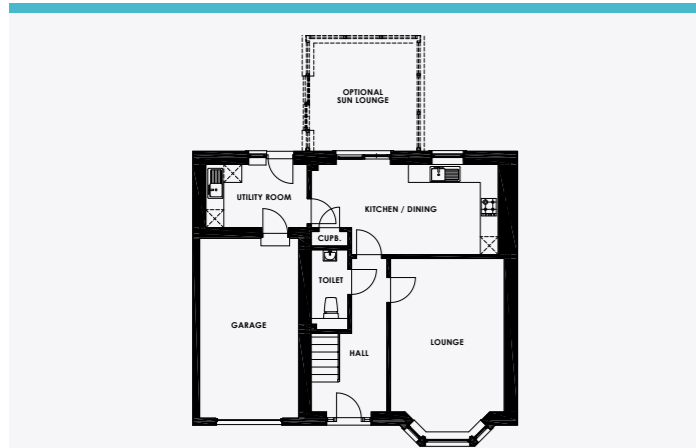 OPTIONAL
SUN LOUNGE
UTILITY ROOM
KITCHEN / DINING
CUPB.
TOILET
GARAGE
HALL
LOUNGE